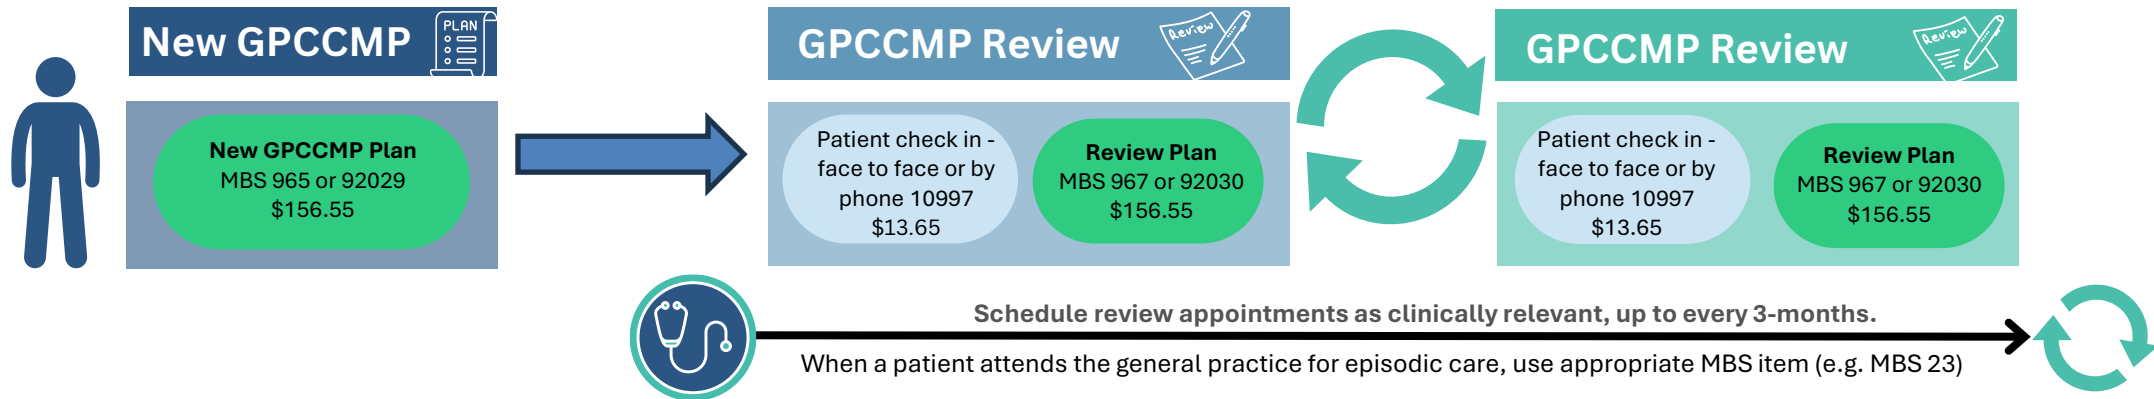 New GPCCMP
PLAN
New GPCCMP Plan
MBS 965 or 92029
$156.55
GPCCMP Review
Review
Patient check in -
face to face or by
phone 10997
$13.65
Review Plan
MBS 967 or 92030
$156.55
GPCCMP Review
Review
Patient check in -
face to face or by
phone 10997
$13.65
Review Plan
MBS 967 or 92030
$156.55
Schedule review appointments as clinically relevant, up to every 3-months.
When a patient attends the general practice for episodic care, use appropriate MBS item (e.g. MBS 23)